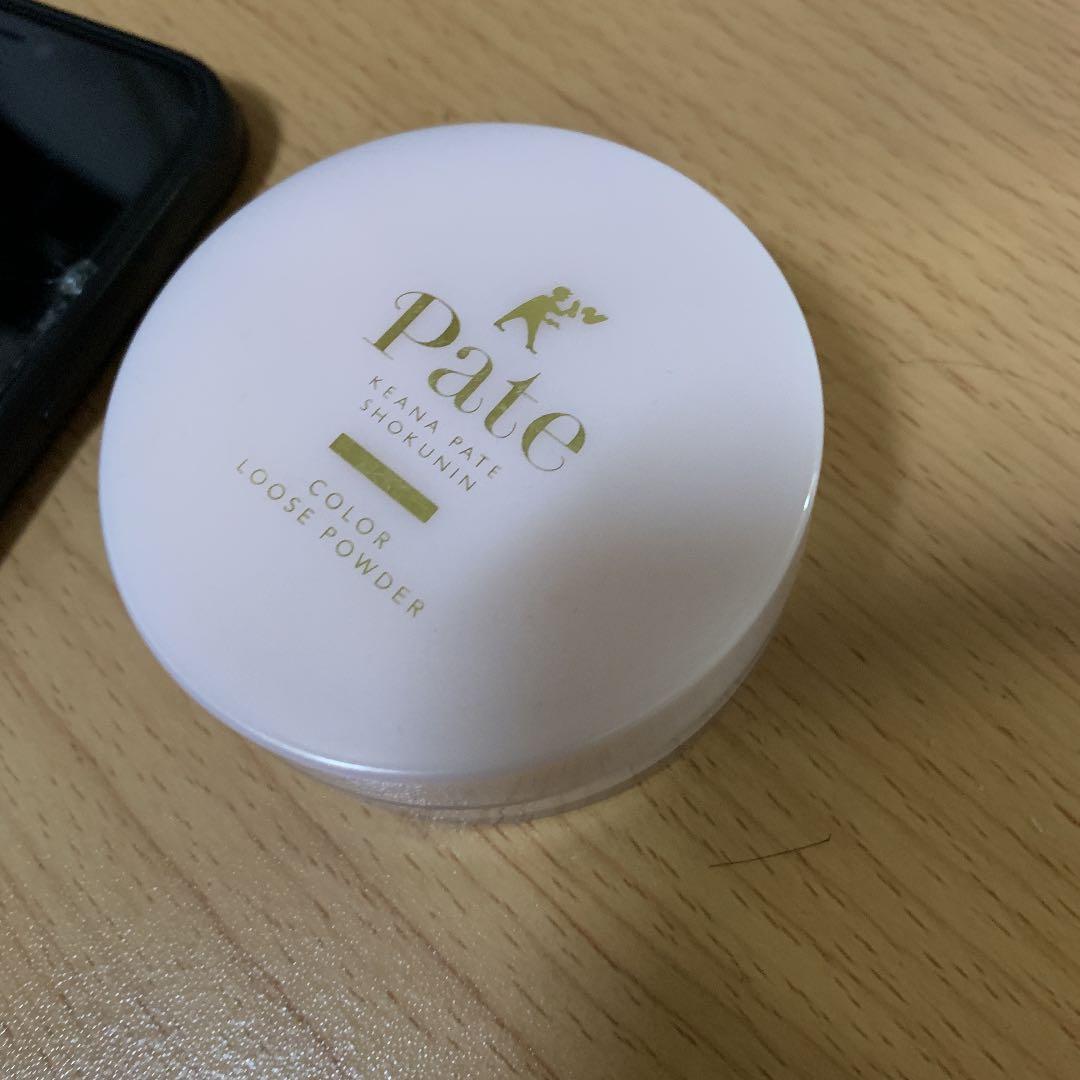 Pate
KEANA PATE
SHOKUNIN
COLOR
LOOSE POWDER